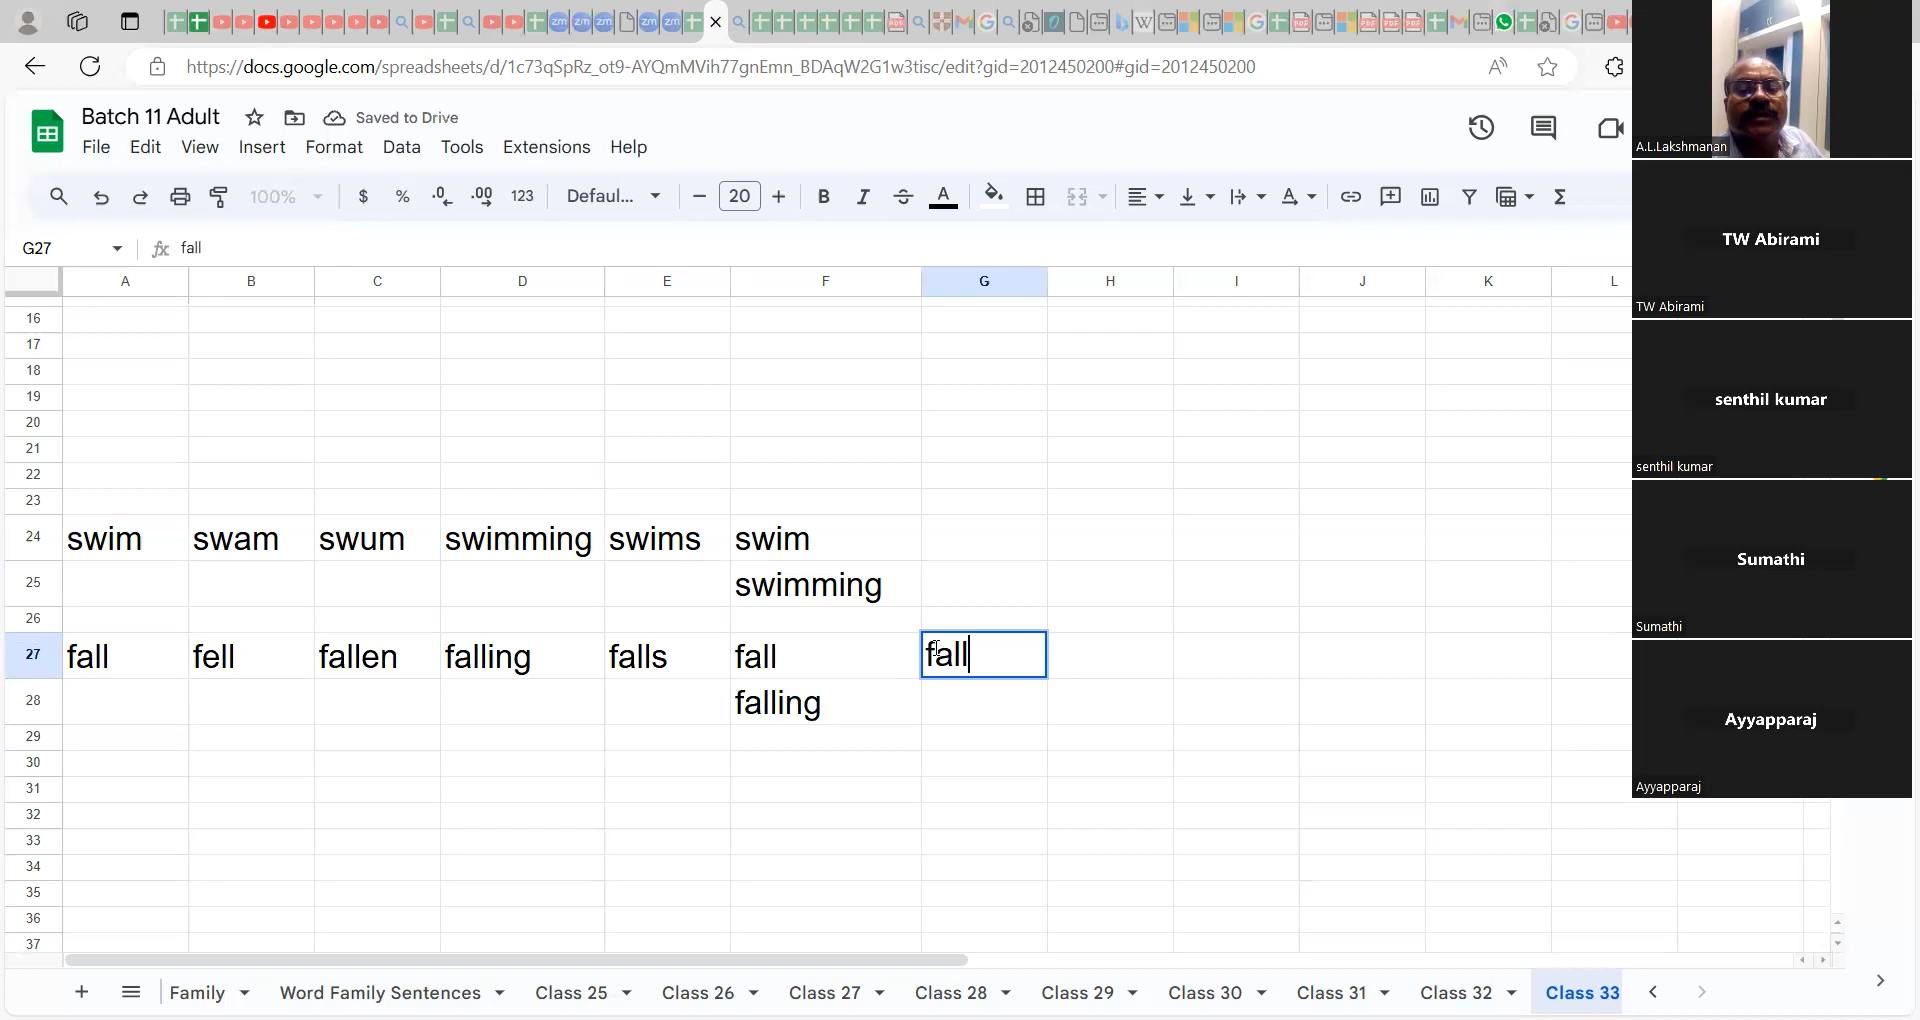 https://docs.google.com/spreadsheets/d/1c73qSpRz_ot9-AYQmMVih77gnEmn_BDAqW2G1w3tisc/edit?gid=2012450200#gid=2012450200
Batch 11 Adult
Saved to Drive
File Edit View Insert Format Data Tools Extensions Help
100% $ % .0 .00 123 Defaul... − 20 + B I S A
G27 fx fall
A B C D E F G H I J K L
16
17
18
19
20
21
22
23
24 swim swam swum swimming swims swim
25 swimming
26
27 fall fell fallen falling falls fall fall
28 falling
29
30
31
32
33
34
35
36
37
Family Word Family Sentences Class 25 Class 26 Class 27 Class 28 Class 29 Class 30 Class 31 Class 32 Class 33
A.L.Lakshmanan
TW Abirami
TW Abirami
senthil kumar
senthil kumar
Sumathi
Sumathi
Ayyapparaj
Ayyapparaj